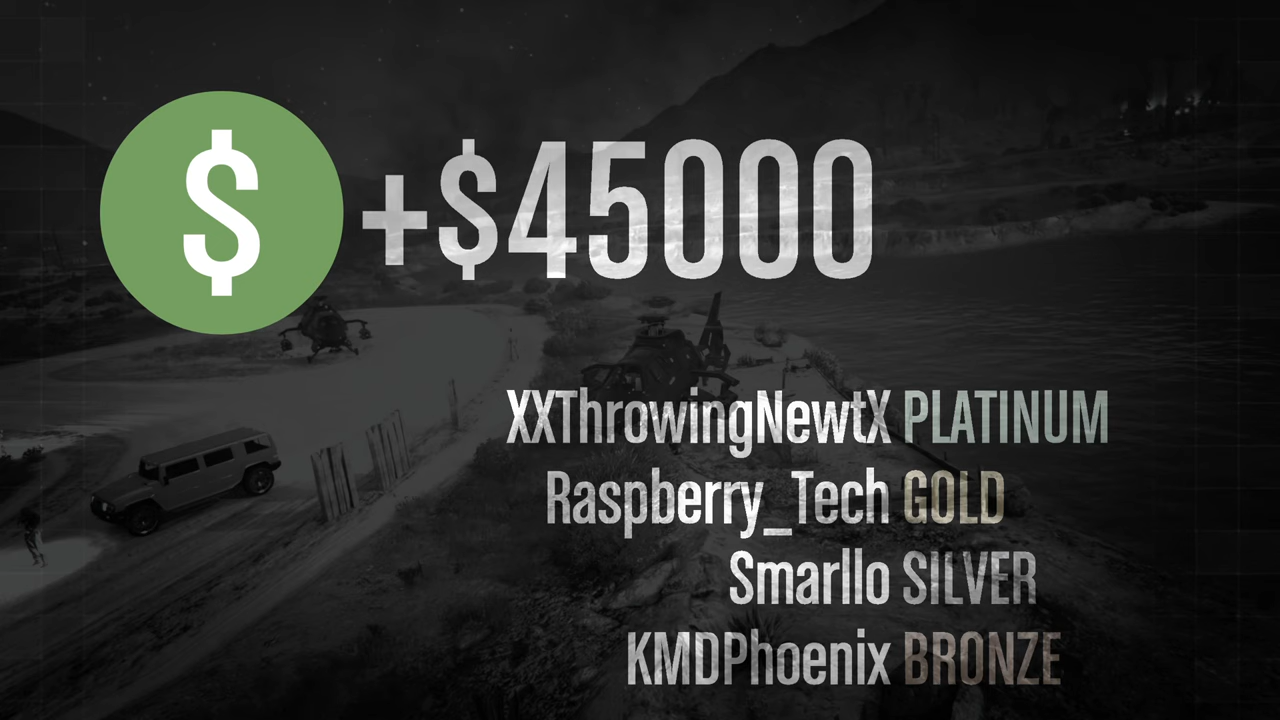 $ +$45000
XXThrowingNewtX PLATINUM
Raspberry_Tech GOLD
Smarllo SILVER
KMDPhoenix BRONZE